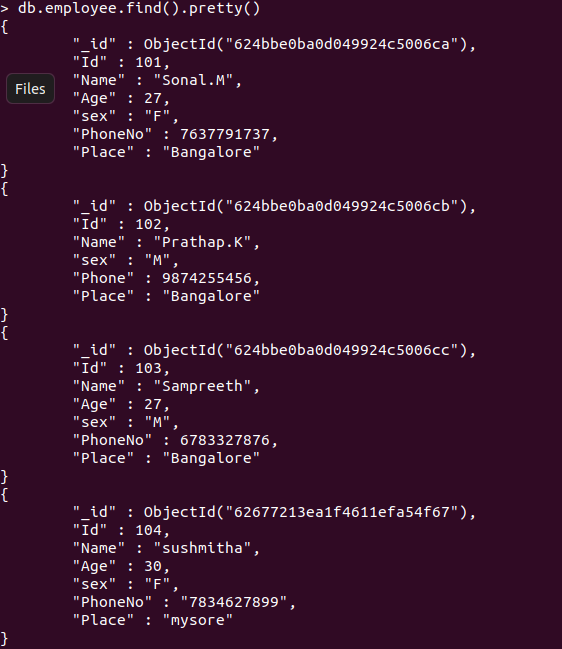 > db.employee.find().pretty()
{
"_id" : ObjectId("624bbe0ba0d049924c5006ca"),
"Id" : 101,
"Name" : "Sonal.M",
Files
"Age" : 27,
"sex" : "F",
"PhoneNo" : 7637791737,
"Place" : "Bangalore"
}
{
"_id" : ObjectId("624bbe0ba0d049924c5006cb"),
"Id" : 102,
"Name" : "Prathap.K",
"sex" : "M",
"Phone" : 9874255456,
"Place" : "Bangalore"
}
{
"_id" : ObjectId("624bbe0ba0d049924c5006cc"),
"Id" : 103,
"Name" : "Sampreeth",
"Age" : 27,
"sex" : "M",
"PhoneNo" : 6783327876,
"Place" : "Bangalore"
}
{
"_id" : ObjectId("62677213ea1f4611efa54f67"),
"Id" : 104,
"Name" : "sushmitha",
"Age" : 30,
"sex" : "F",
"PhoneNo" : "7834627899",
"Place" : "mysore"
}